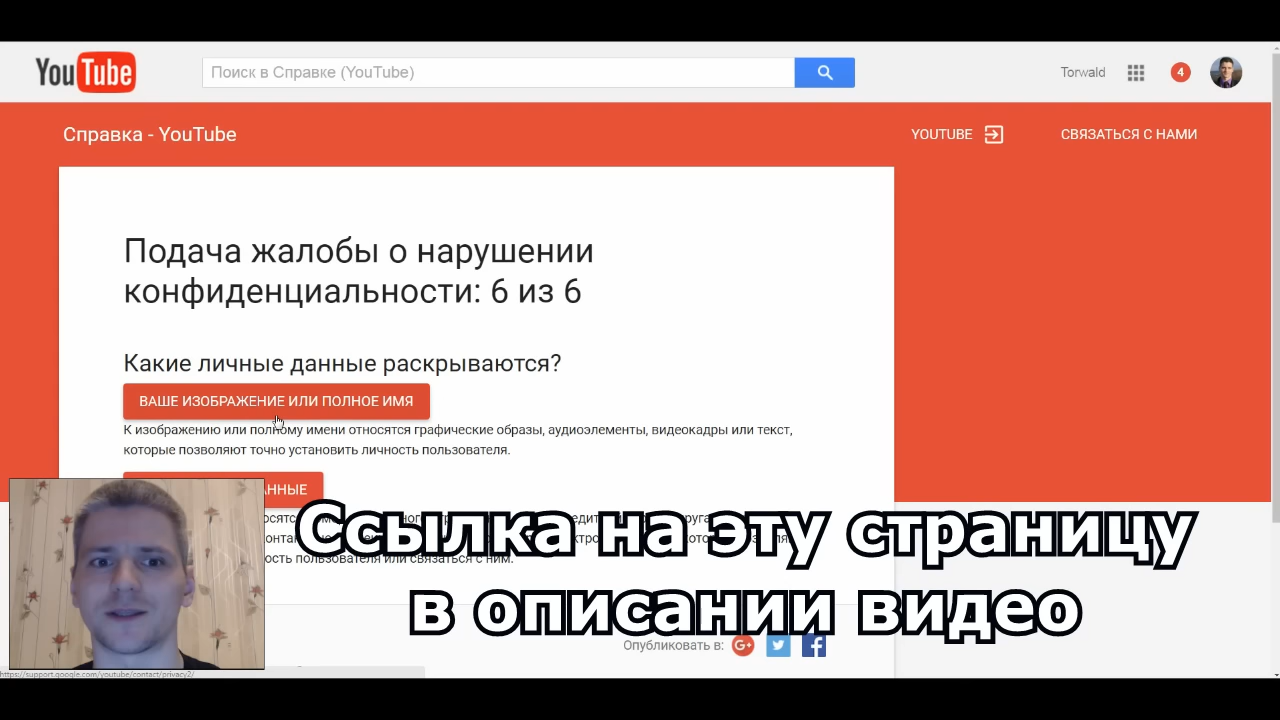 YouTube
Поиск в Справке (YouTube)
Torwald
4
Справка - YouTube
YOUTUBE
СВЯЗАТЬСЯ С НАМИ
Подача жалобы о нарушении
конфиденциальности: 6 из 6
Какие личные данные раскрываются?
ВАШЕ ИЗОБРАЖЕНИЕ ИЛИ ПОЛНОЕ ИМЯ
К изображению или полному имени относятся графические образы, аудиоэлементы, видеокадры или текст,
которые позволяют точно установить личность пользователя.
пользователя или связаться с ним.
Ссылка на эту страницу
в описании видео
Опубликовать в:
G+
https://support.google.com/youtube/contact/privacy2/